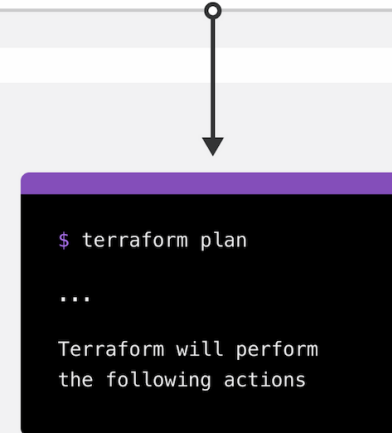 $ terraform plan
...
Terraform will perform
the following actions